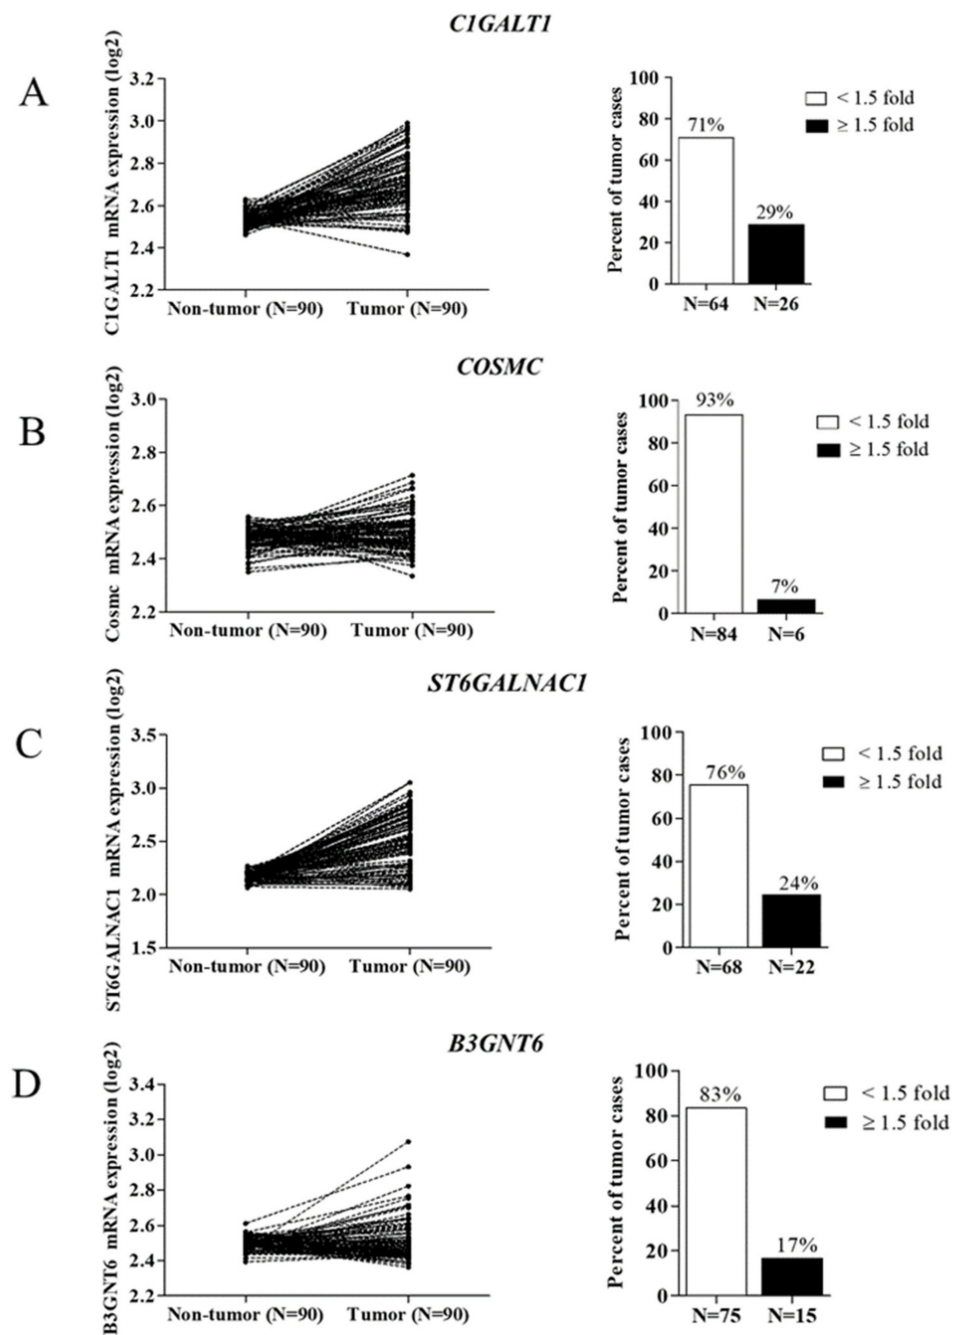 C1GALT1
A
C1GALT1 mRNA expression (log2)
3.2
3.0
2.8
2.6
2.4
2.2
Non-tumor (N=90) Tumor (N=90)
Percent of tumor cases
100
80
60
40
20
0
71%
29%
N=64 N=26
< 1.5 fold
≥ 1.5 fold
COSMC
B
Cosmc mRNA expression (log2)
3.0
2.8
2.6
2.4
2.2
Non-tumor (N=90) Tumor (N=90)
Percent of tumor cases
100
80
60
40
20
0
93%
7%
N=84 N=6
< 1.5 fold
≥ 1.5 fold
ST6GALNAC1
C
ST6GALNAC1 mRNA expression (log2)
3.5
3.0
2.5
2.0
1.5
Non-tumor (N=90) Tumor (N=90)
Percent of tumor cases
100
80
60
40
20
0
76%
24%
N=68 N=22
< 1.5 fold
≥ 1.5 fold
B3GNT6
D
B3GNT6 mRNA expression (log2)
3.4
3.2
3.0
2.8
2.6
2.4
2.2
Non-tumor (N=90) Tumor (N=90)
Percent of tumor cases
100
80
60
40
20
0
83%
17%
N=75 N=15
< 1.5 fold
≥ 1.5 fold